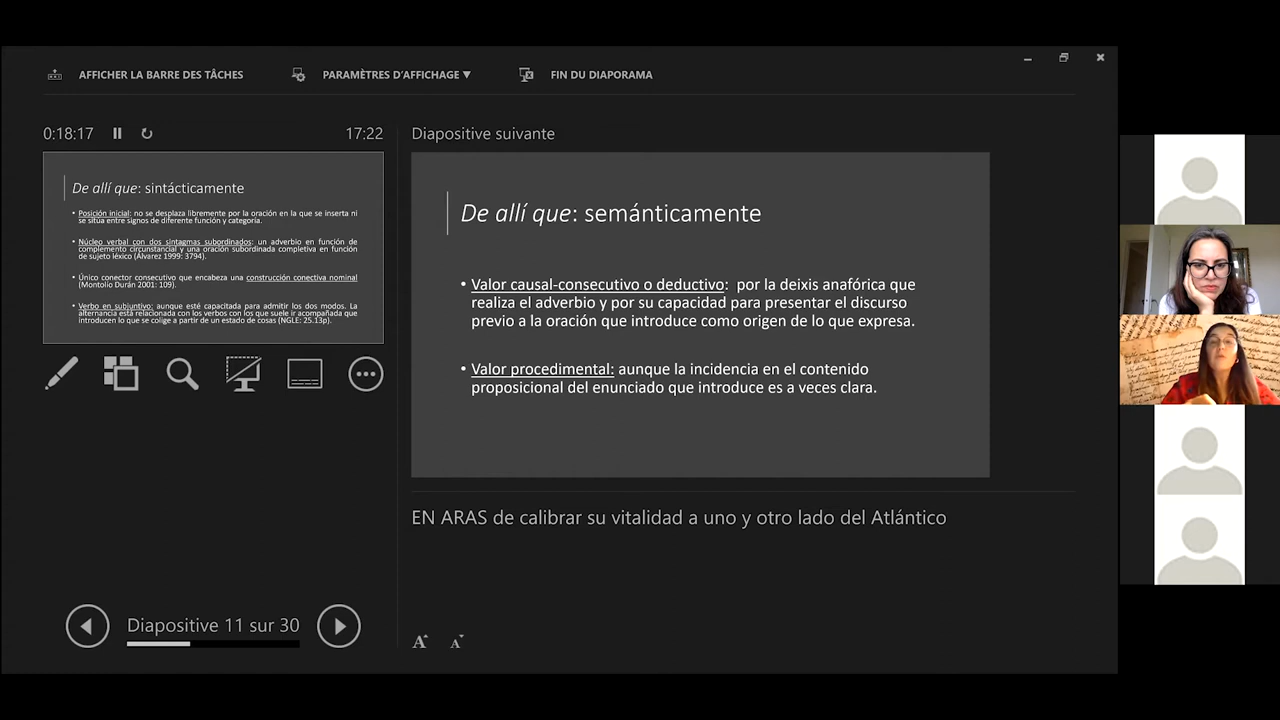 AFFICHER LA BARRE DES TÂCHES
PARAMÈTRES D'AFFICHAGE ▼
FIN DU DIAPORAMA
0:18:17
17:22
De allí que: sintácticamente
• Posición inicial: no se desplaza libremente por la oración en la que se inserta ni
se sitúa entre signos de diferente función y categoría.
• Núcleo verbal con dos sintagmas subordinados: un adverbio en función de
complemento circunstancial y una oración subordinada completiva en función
de sujeto léxico (Álvarez 1999: 3794).
• Único conector consecutivo que encabeza una construcción conectiva nominal
(Montolío Durán 2001: 109).
• Verbo en subjuntivo: aunque esté capacitada para admitir los dos modos. La
alternancia está relacionada con los verbos con los que suele ir acompañada que
introducen lo que se colige a partir de un estado de cosas (NGLE: 25.13p).
Diapositive suivante
De allí que: semánticamente
• Valor causal-consecutivo o deductivo: por la deixis anafórica que
realiza el adverbio y por su capacidad para presentar el discurso
previo a la oración que introduce como origen de lo que expresa.
• Valor procedimental: aunque la incidencia en el contenido
proposicional del enunciado que introduce es a veces clara.
EN ARAS de calibrar su vitalidad a uno y otro lado del Atlántico
Diapositive 11 sur 30
A A